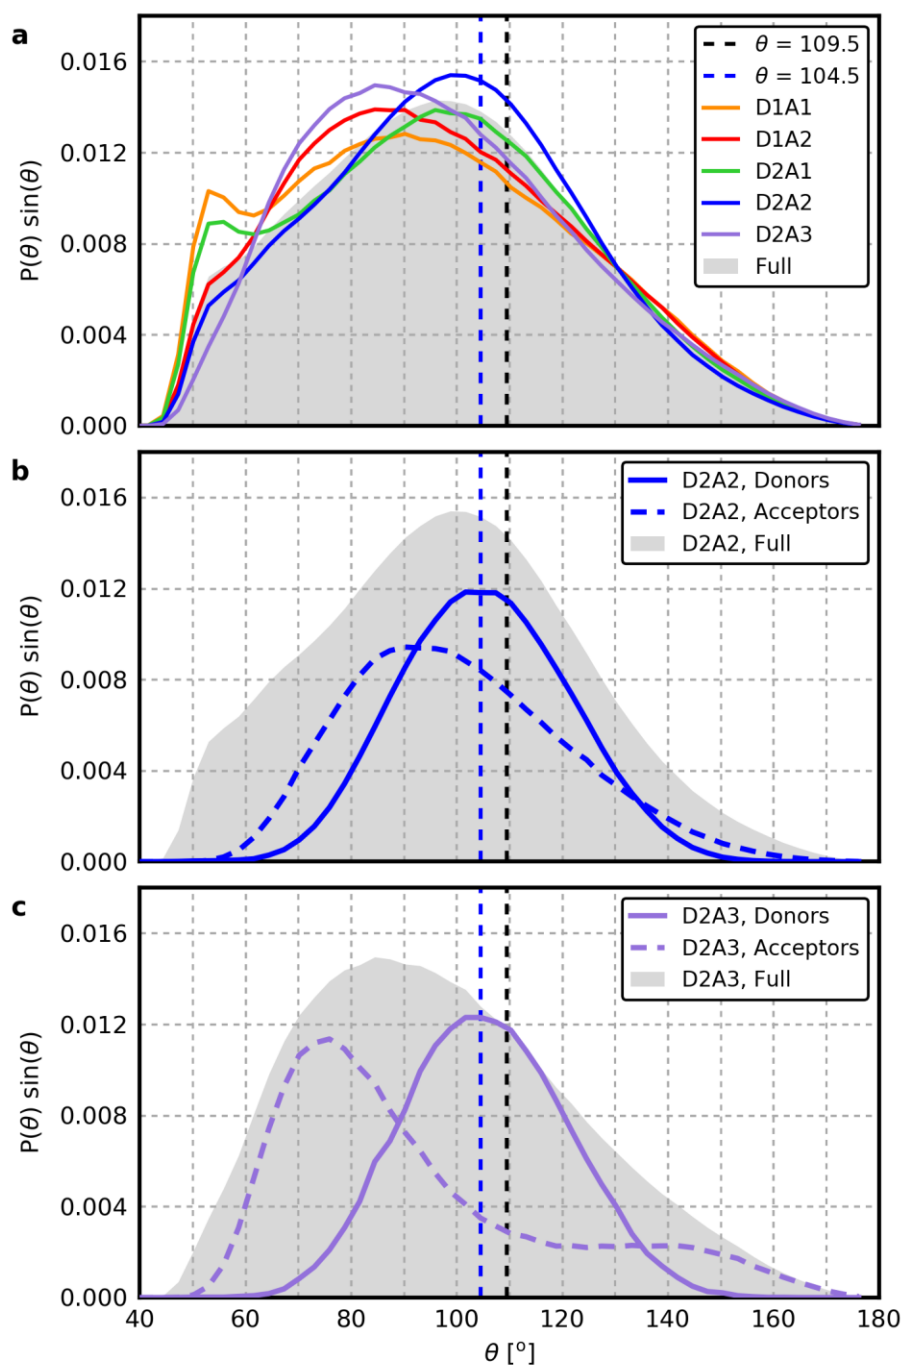 a
0.016
0.012
0.008
0.004
0.000
P(θ) sin(θ)
θ = 109.5
θ = 104.5
D1A1
D1A2
D2A1
D2A2
D2A3
Full
b
0.016
0.012
0.008
0.004
0.000
P(θ) sin(θ)
D2A2, Donors
D2A2, Acceptors
D2A2, Full
c
0.016
0.012
0.008
0.004
0.000
P(θ) sin(θ)
D2A3, Donors
D2A3, Acceptors
D2A3, Full
40 60 80 100 120 140 160 180
θ [°]